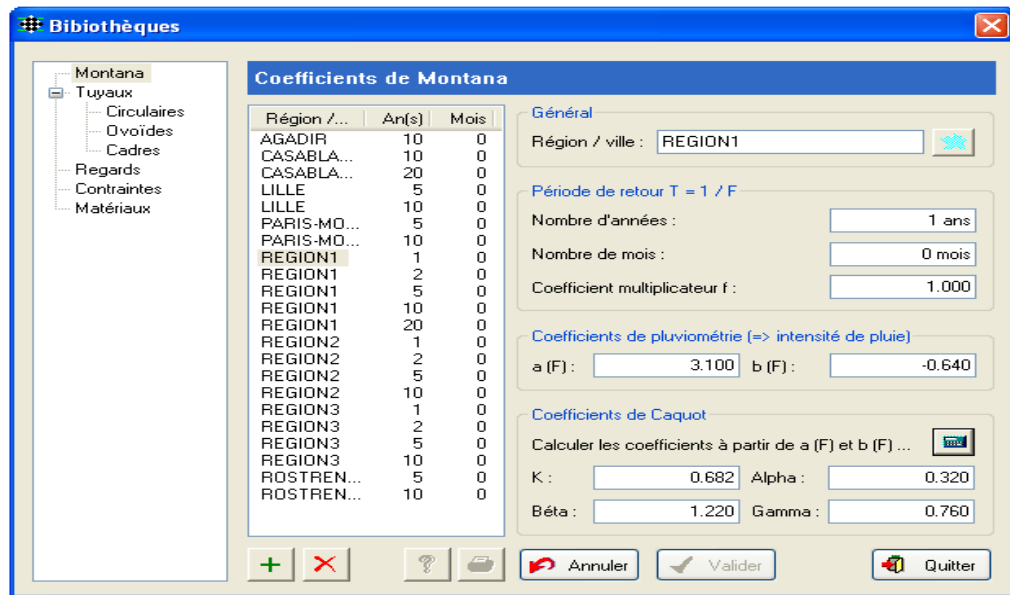 Bibiothèques
Montana
Tuyaux
Circulaires
Ovoïdes
Cadres
Regards
Contraintes
Matériaux
Coefficients de Montana
Région /... An(s) Mois
AGADIR 10 0
CASABLA... 10 0
CASABLA... 20 0
LILLE 5 0
LILLE 10 0
PARIS-MO... 5 0
PARIS-MO... 10 0
REGION1 1 0
REGION1 2 0
REGION1 5 0
REGION1 10 0
REGION1 20 0
REGION2 1 0
REGION2 2 0
REGION2 5 0
REGION2 10 0
REGION3 1 0
REGION3 2 0
REGION3 5 0
REGION3 10 0
ROSTREN... 5 0
ROSTREN... 10 0
Général
Région / ville : REGION1
Période de retour T = 1 / F
Nombre d'années : 1 ans
Nombre de mois : 0 mois
Coefficient multiplicateur f : 1.000
Coefficients de pluviométrie (=> intensité de pluie)
a (F) : 3.100 b (F) : -0.640
Coefficients de Caquot
Calculer les coefficients à partir de a (F) et b (F) ...
K : 0.682 Alpha : 0.320
Béta : 1.220 Gamma : 0.760
Annuler Valider Quitter